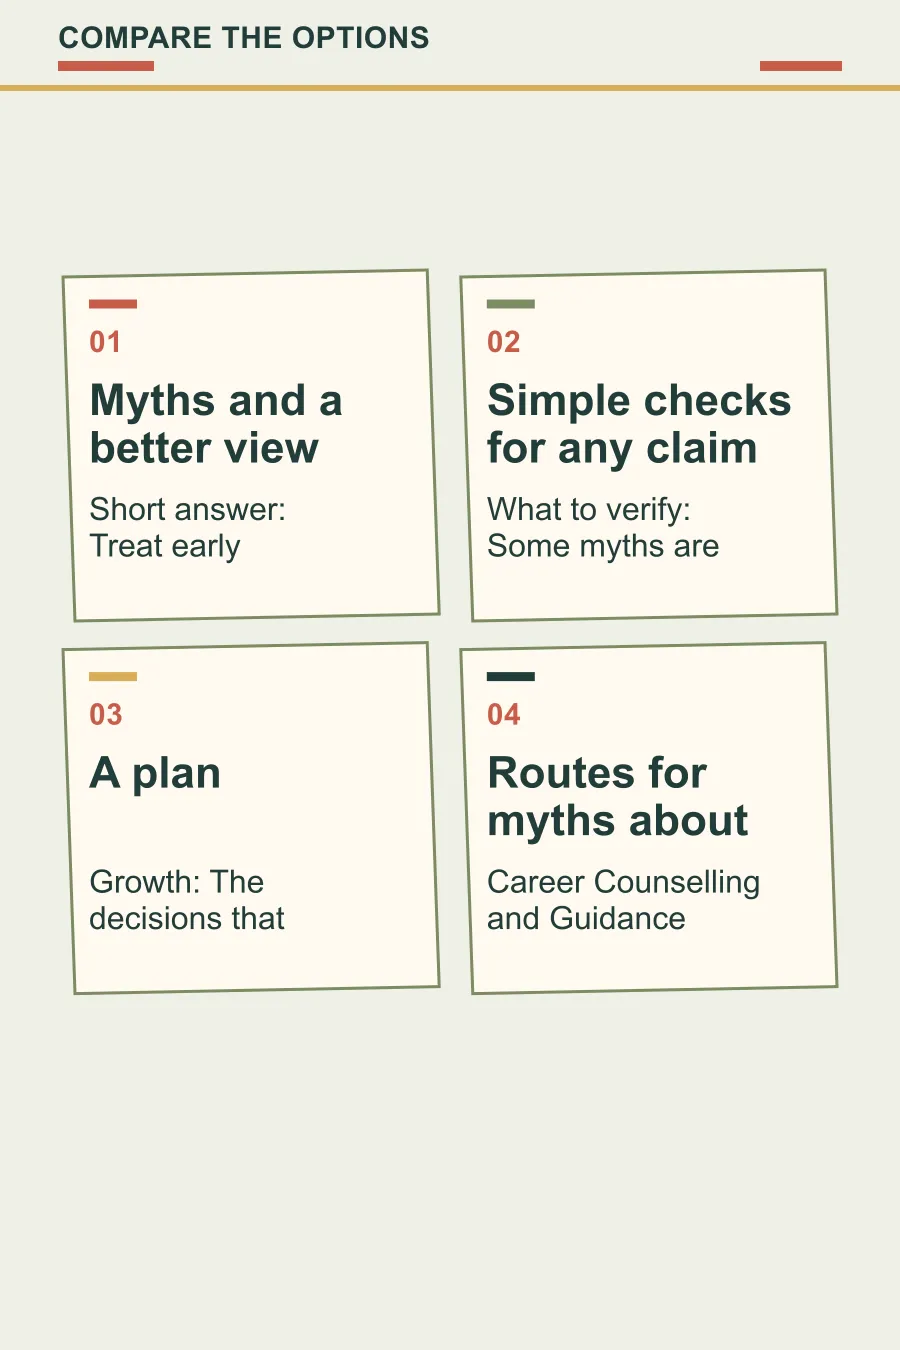 COMPARE THE OPTIONS
01
Myths and a
better view
Short answer:
Treat early
02
Simple checks
for any claim
What to verify:
Some myths are
03
A plan
Growth: The
decisions that
04
Routes for
myths about
Career Counselling
and Guidance